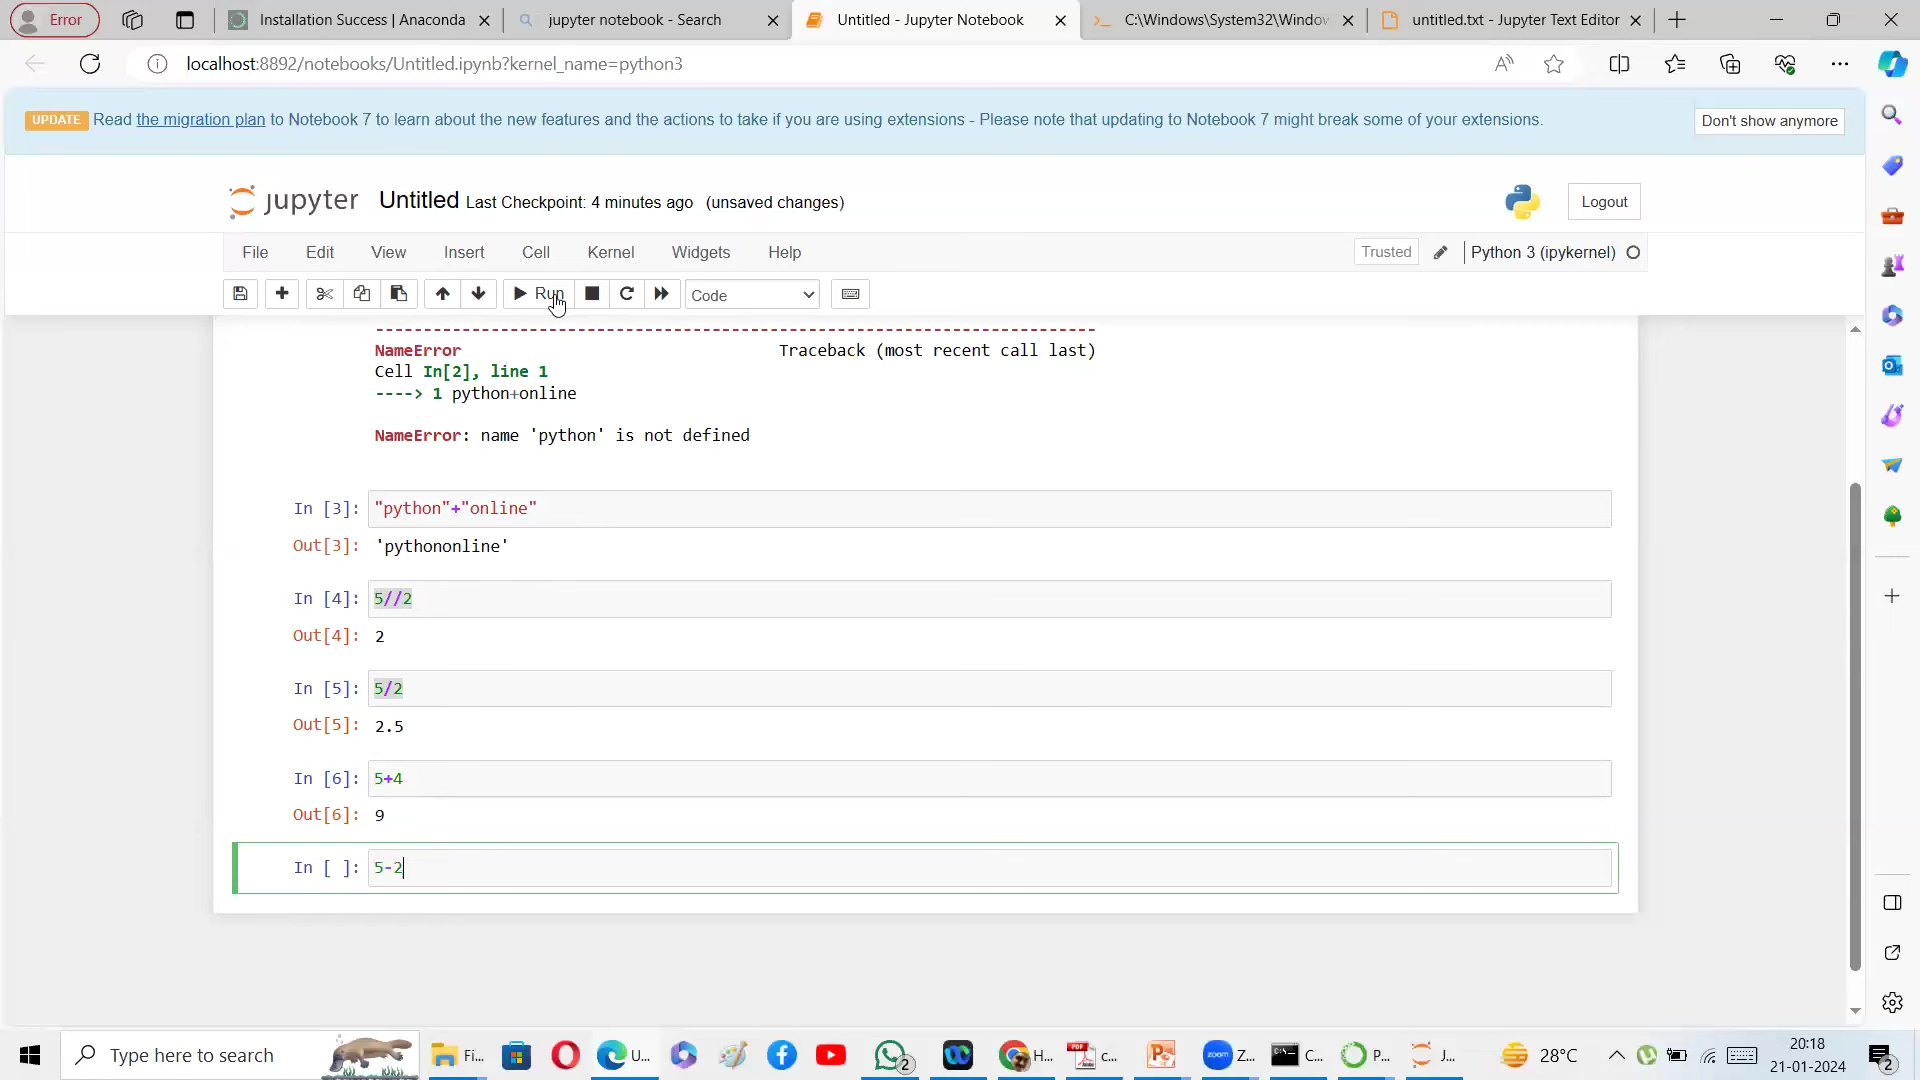 Error
Installation Success | Anaconda
jupyter notebook - Search
Untitled - Jupyter Notebook
C:\Windows\System32\Windo
untitled.txt - Jupyter Text Editor
localhost:8892/notebooks/Untitled.ipynb?kernel_name=python3
UPDATE Read the migration plan to Notebook 7 to learn about the new features and the actions to take if you are using extensions - Please note that updating to Notebook 7 might break some of your extensions.
Don't show anymore
jupyter Untitled Last Checkpoint: 4 minutes ago (unsaved changes)
Logout
File Edit View Insert Cell Kernel Widgets Help
Trusted
Python 3 (ipykernel)
Run
Code
---------------------------------------------------------------------------
NameError Traceback (most recent call last)
Cell In[2], line 1
----> 1 python+online
NameError: name 'python' is not defined
In [3]: "python"+"online"
Out[3]: 'pythononline'
In [4]: 5//2
Out[4]: 2
In [5]: 5/2
Out[5]: 2.5
In [6]: 5+4
Out[6]: 9
In [ ]: 5-2
Type here to search
Fi...
U...
2
H...
c...
zoom
Z...
C...
P...
J...
28°C
20:18
21-01-2024
2